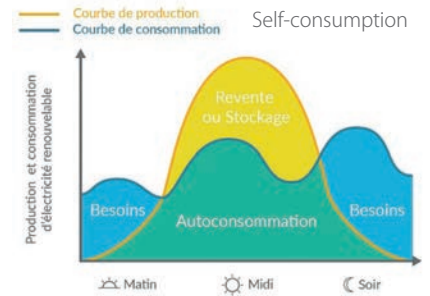 Courbe de production
Courbe de consommation
Self-consumption
Production et consommation
d'électricité renouvelable
Revente
ou Stockage
Besoins
Autoconsommation
Besoins
Matin
Midi
Soir